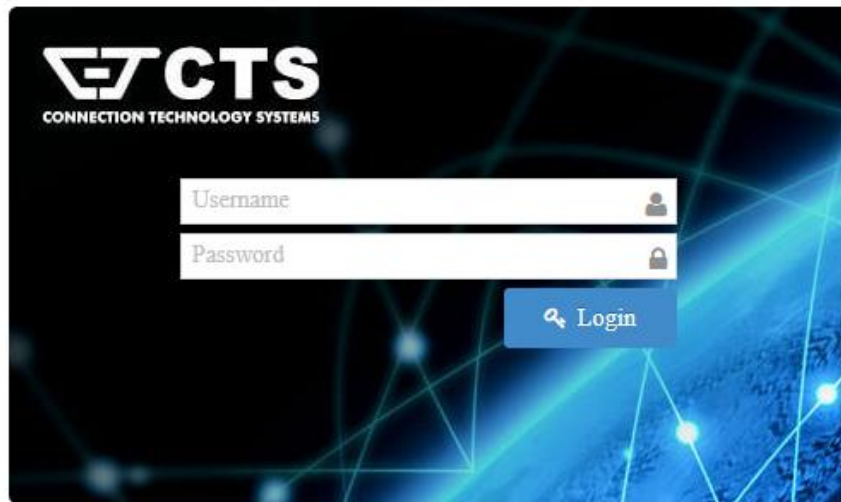 CTS
CONNECTION TECHNOLOGY SYSTEMS
Username
Password
Login